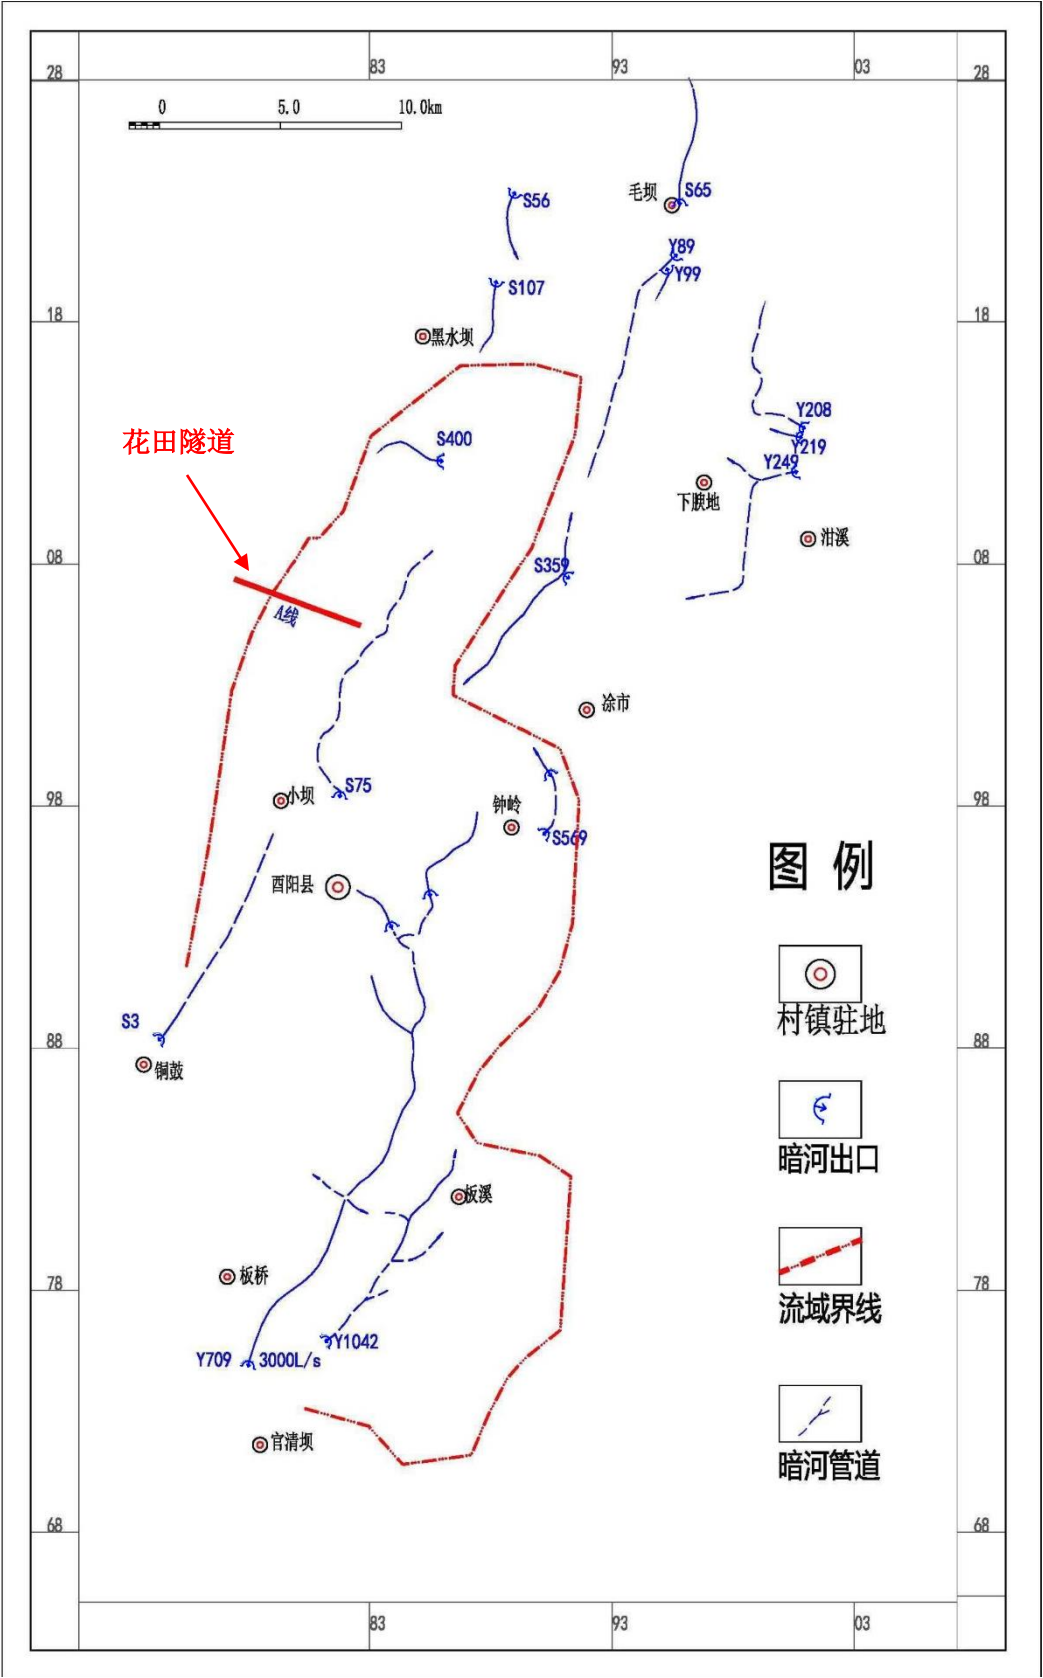 83
93
03
28
28
0
5.0
10.0km
毛坝
S65
S56
Y89
Y99
S107
18
18
黑水坝
Y208
花田隧道
S400
Y219
Y249
下腴地
泔溪
08
08
S359
A线
涂市
S75
小坝
98
98
钟岭
S569
图 例
酉阳县
村镇驻地
S3
88
88
铜鼓
暗河出口
板溪
板桥
78
78
流域界线
Y1042
Y709
3000L/s
官清坝
暗河管道
68
68
83
93
03